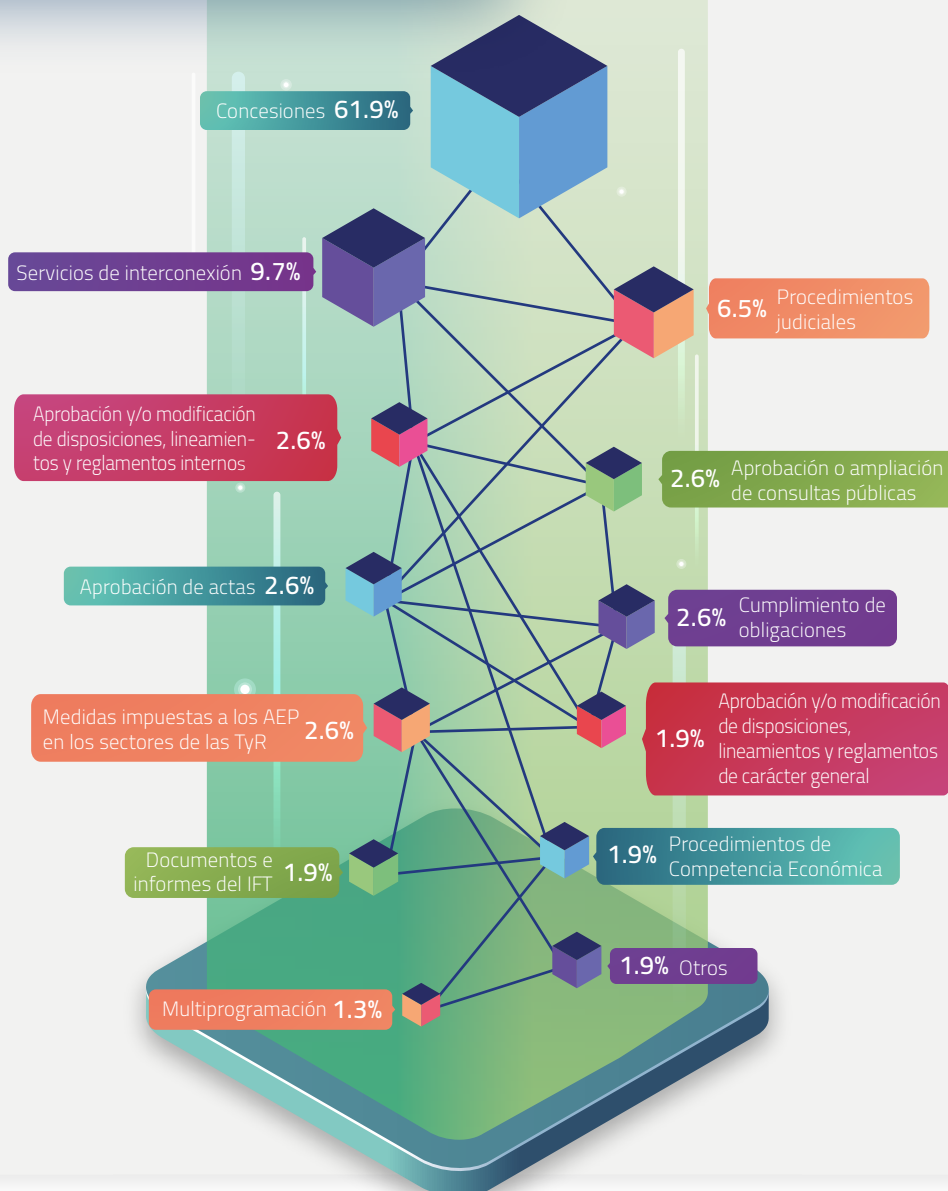 Concesiones 61.9%
Servicios de interconexión 9.7%
6.5% Procedimientos
judiciales
Aprobación y/o modificación
de disposiciones, lineamien-
tos y reglamentos internos
2.6%
2.6% Aprobación o ampliación
de consultas públicas
Aprobación de actas 2.6%
2.6% Cumplimiento de
obligaciones
Medidas impuestas a los AEP
en los sectores de las TyR
2.6%
1.9%
Aprobación y/o modificación
de disposiciones,
lineamientos y reglamentos
de carácter general
Documentos e
informes del IFT
1.9%
1.9% Procedimientos de
Competencia Económica
1.9% Otros
Multiprogramación 1.3%